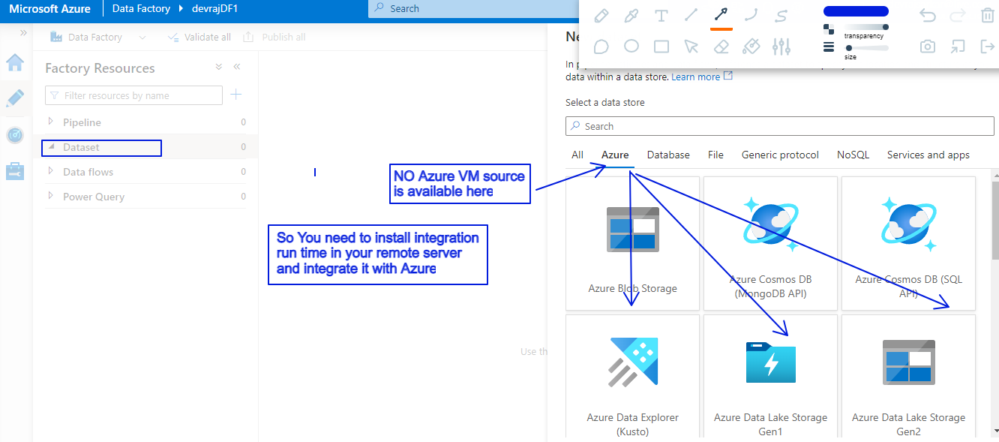 Microsoft Azure
Data Factory
devrajDF1
Search
Data Factory
Validate all
Publish all
Factory Resources
Filter resources by name
Pipeline
0
Dataset
0
Data flows
0
Power Query
0
NO Azure VM source
is available here
So You need to install integration
run time in your remote server
and integrate it with Azure
Use th
transparency
size
Ne
In
data within a data store. Learn more
Select a data store
Search
All
Azure
Database
File
Generic protocol
NoSQL
Services and apps
Azure Blob Storage
Azure Cosmos DB
(MongoDB API)
Azure Cosmos DB (SQL
API)
Azure Data Explorer
(Kusto)
Azure Data Lake Storage
Gen1
Azure Data Lake Storage
Gen2